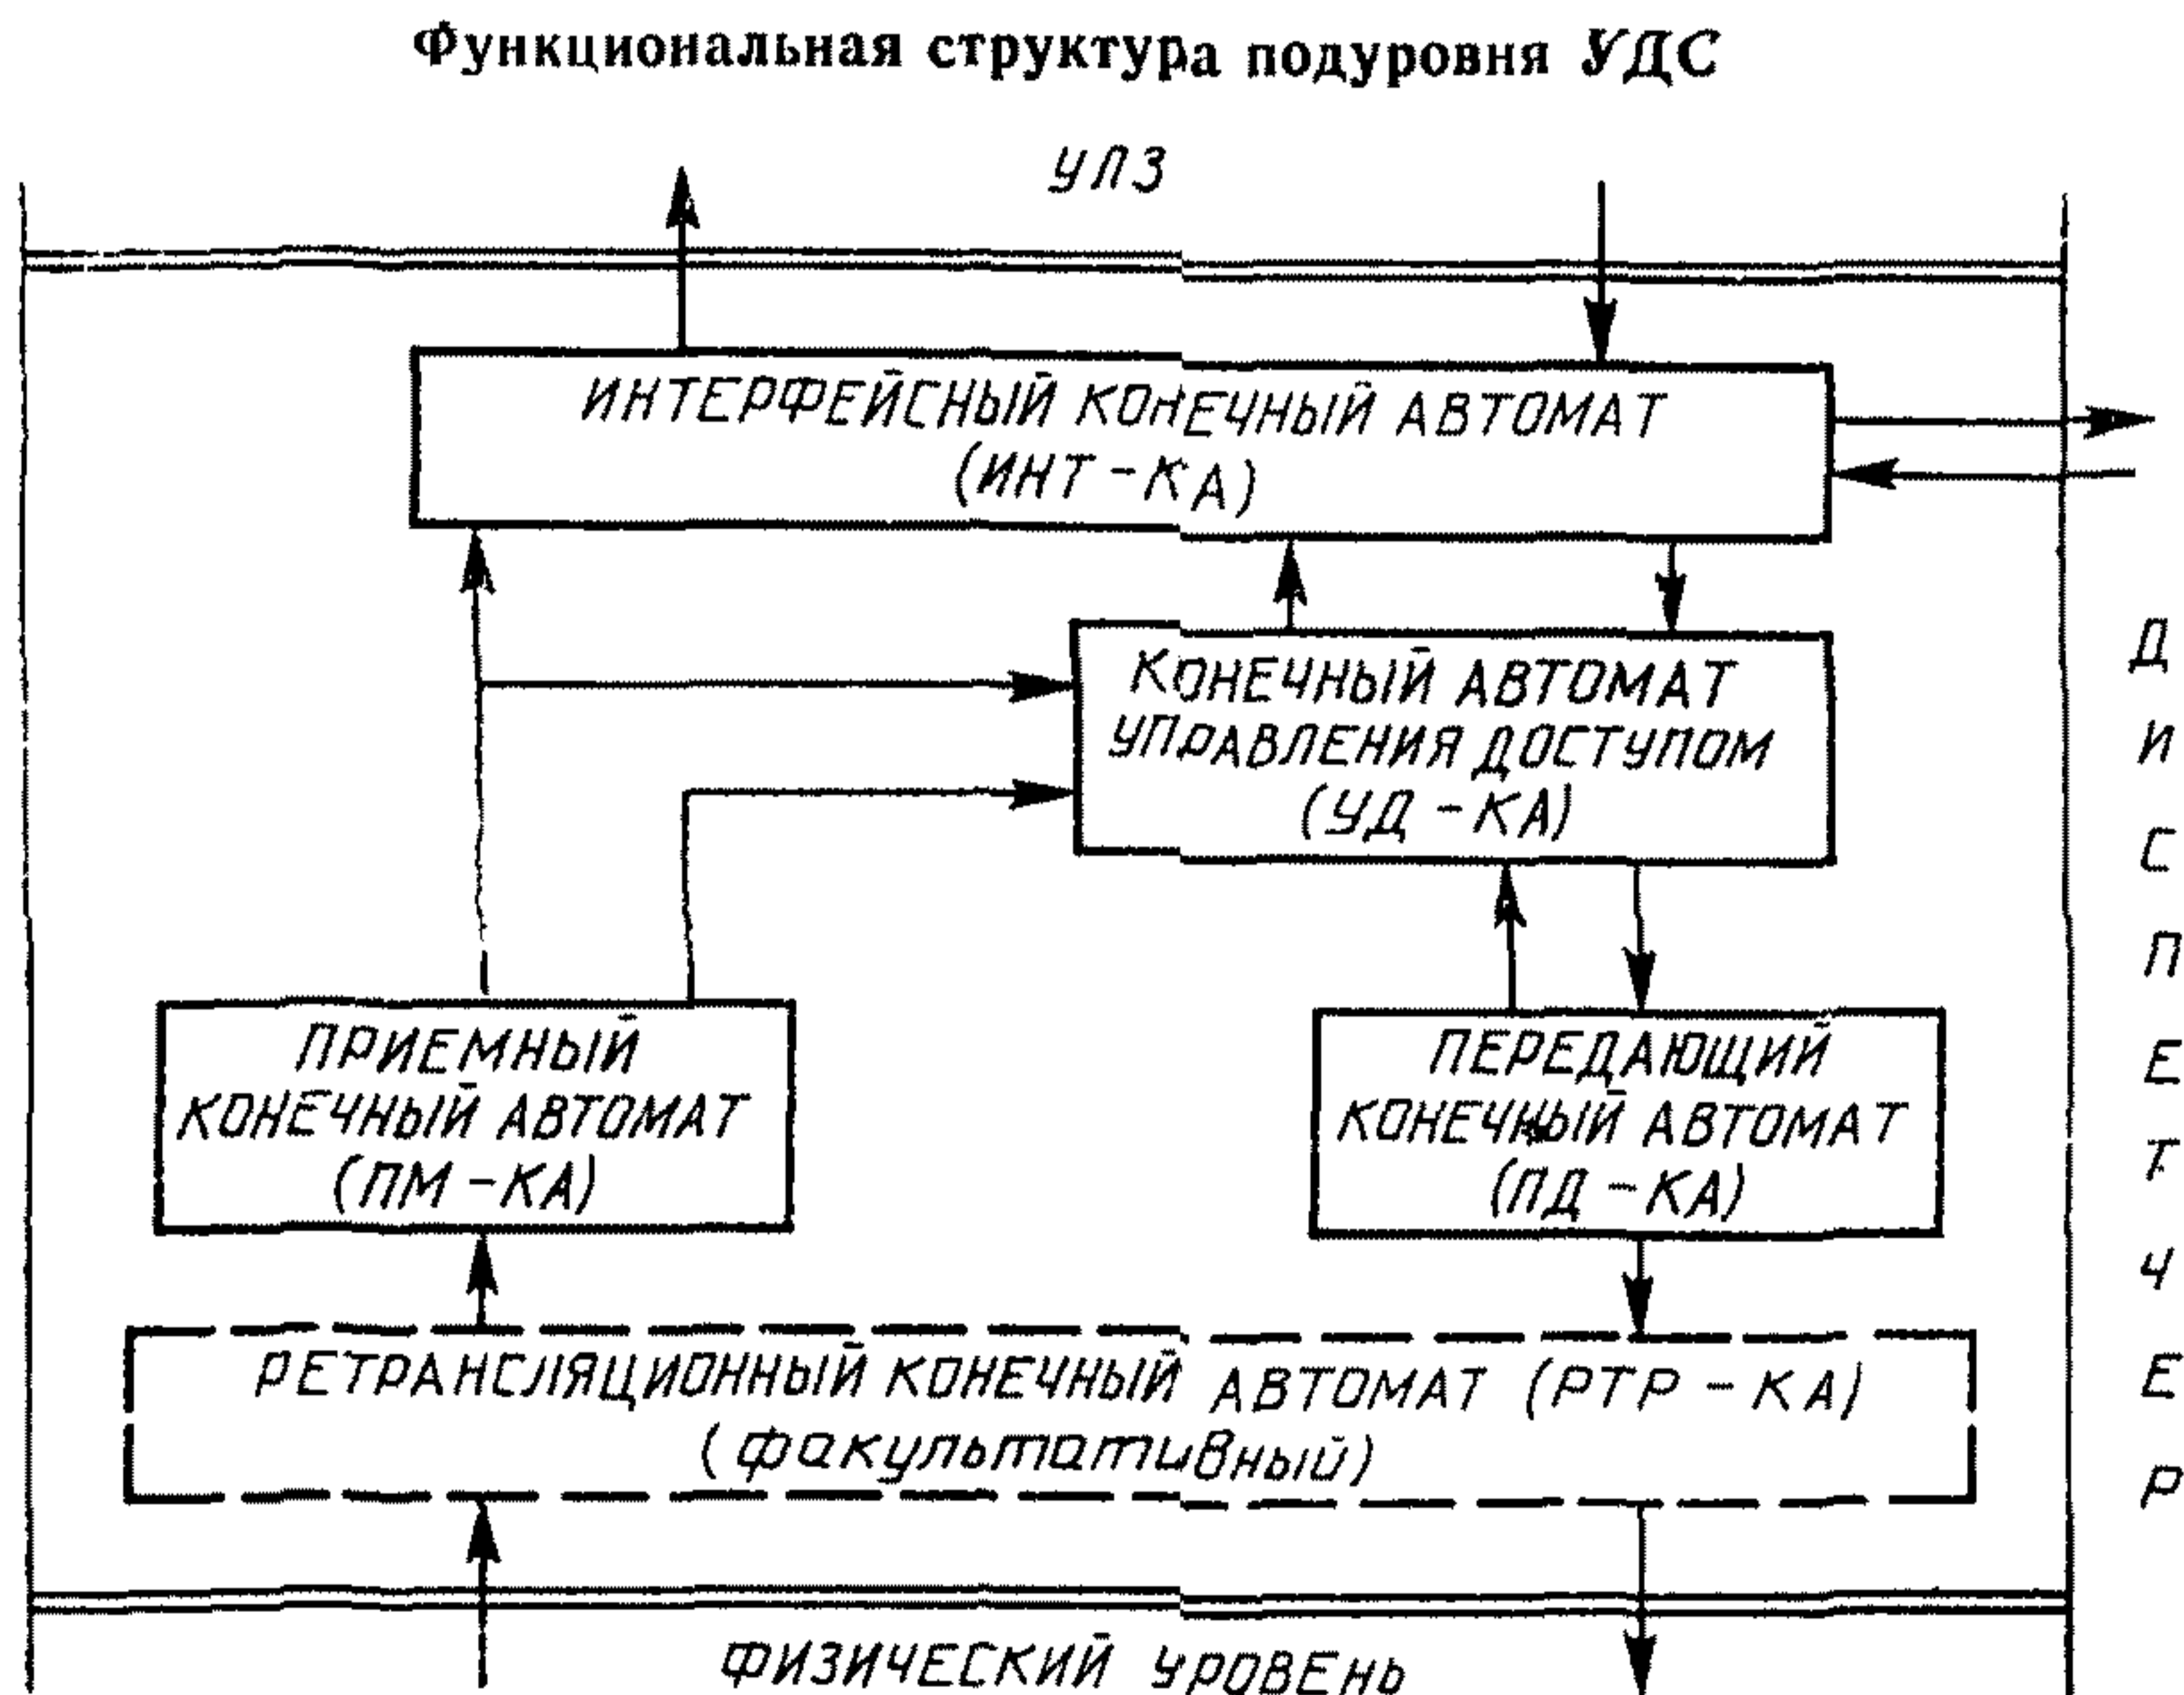 Функциональная структура подуровня УДС
УЛЗ
ИНТЕРФЕЙСНЫЙ КОНЕЧНЫЙ АВТОМАТ
(ИНТ-КА)
КОНЕЧНЫЙ АВТОМАТ
УПРАВЛЕНИЯ ДОСТУПОМ
(УД-КА)
ПРИЕМНЫЙ
КОНЕЧНЫЙ АВТОМАТ
(ПМ-КА)
ПЕРЕДАЮЩИЙ
КОНЕЧНЫЙ АВТОМАТ
(ПД-КА)
РЕТРАНСЛЯЦИОННЫЙ КОНЕЧНЫЙ АВТОМАТ (РТР-КА)
(факультативный)
ФИЗИЧЕСКИЙ УРОВЕНЬ
ДИСПЕТЧЕР